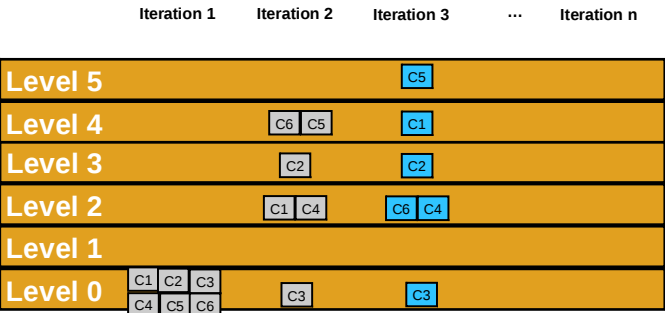 Iteration 1 Iteration 2 Iteration 3 ... Iteration n
Level 5 C5
Level 4 C6 C5 C1
Level 3 C2 C2
Level 2 C1 C4 C6 C4
Level 1
Level 0 C1 C2 C3 C3 C3
C4 C5 C6